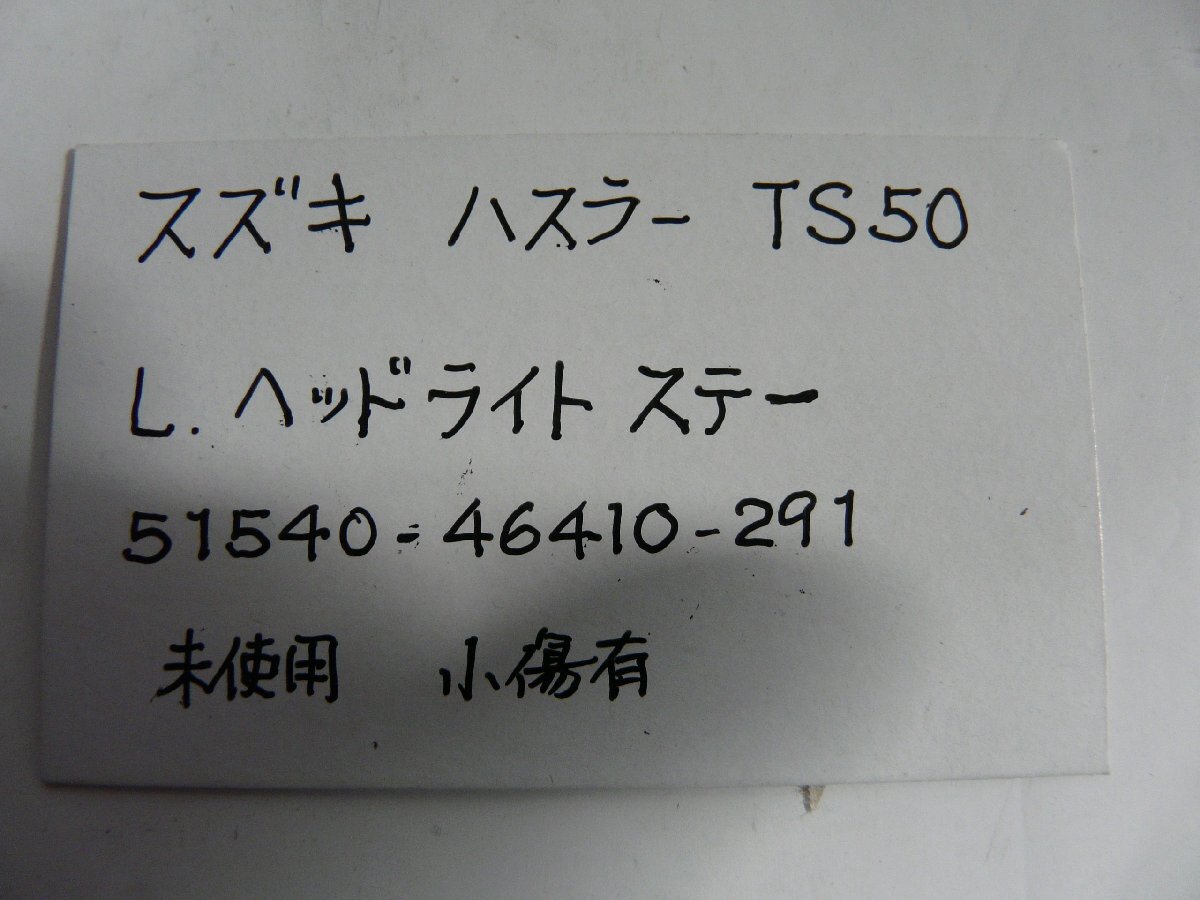 スズキ ハスラー TS50
L.ヘッドライトステー
51540-46410-291
未使用 小傷有